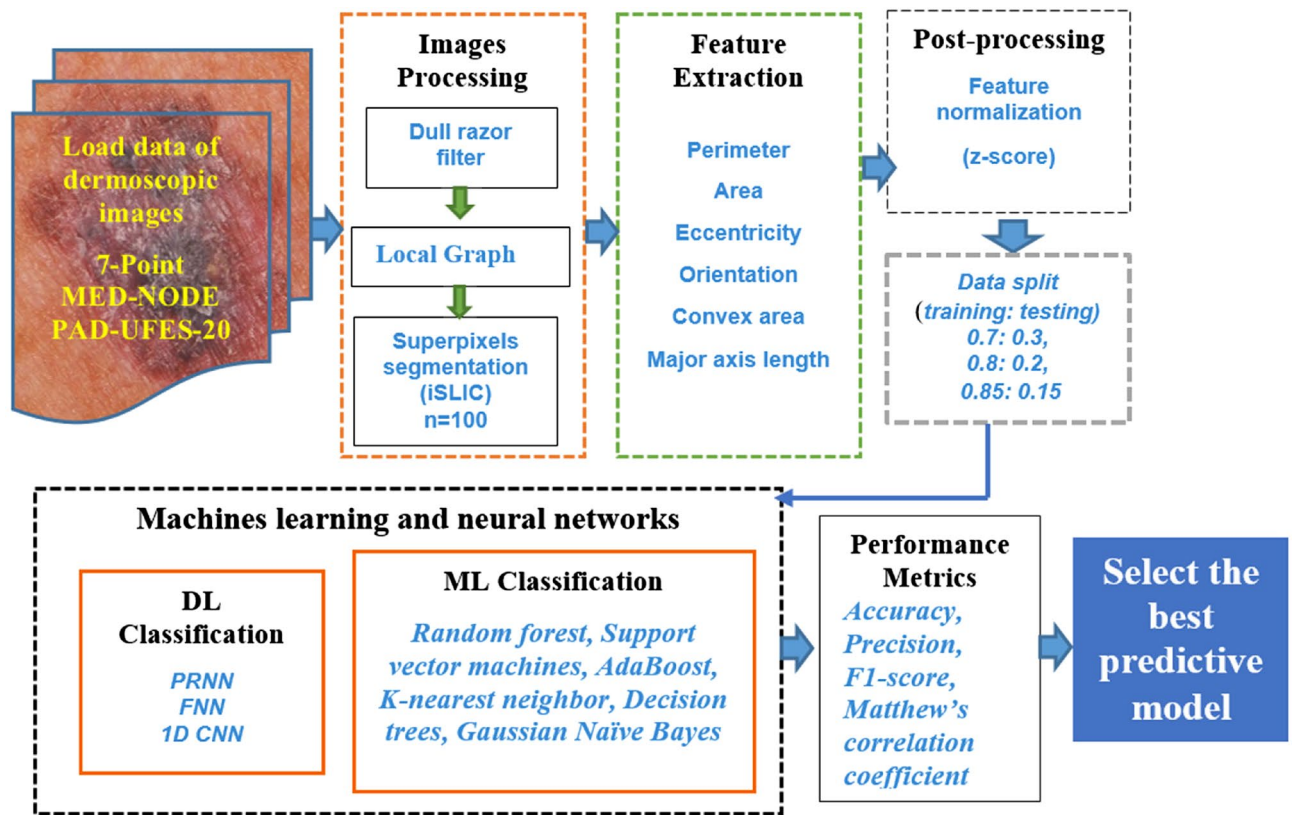 Load data of
dermoscopic
images
7-Point
MED-NODE
PAD-UFES-20
Images
Processing
Dull razor
filter
Local Graph
Superpixels
segmentation
(iSLIC)
n=100
Feature
Extraction
Perimeter
Area
Eccentricity
Orientation
Convex area
Major axis length
Post-processing
Feature
normalization
(z-score)
Data split
(training: testing)
0.7: 0.3,
0.8: 0.2,
0.85: 0.15
Machines learning and neural networks
DL
Classification
PRNN
FNN
1D CNN
ML Classification
Random forest, Support
vector machines, AdaBoost,
K-nearest neighbor, Decision
trees, Gaussian Naïve Bayes
Performance
Metrics
Accuracy,
Precision,
F1-score,
Matthew’s
correlation
coefficient
Select the
best
predictive
model